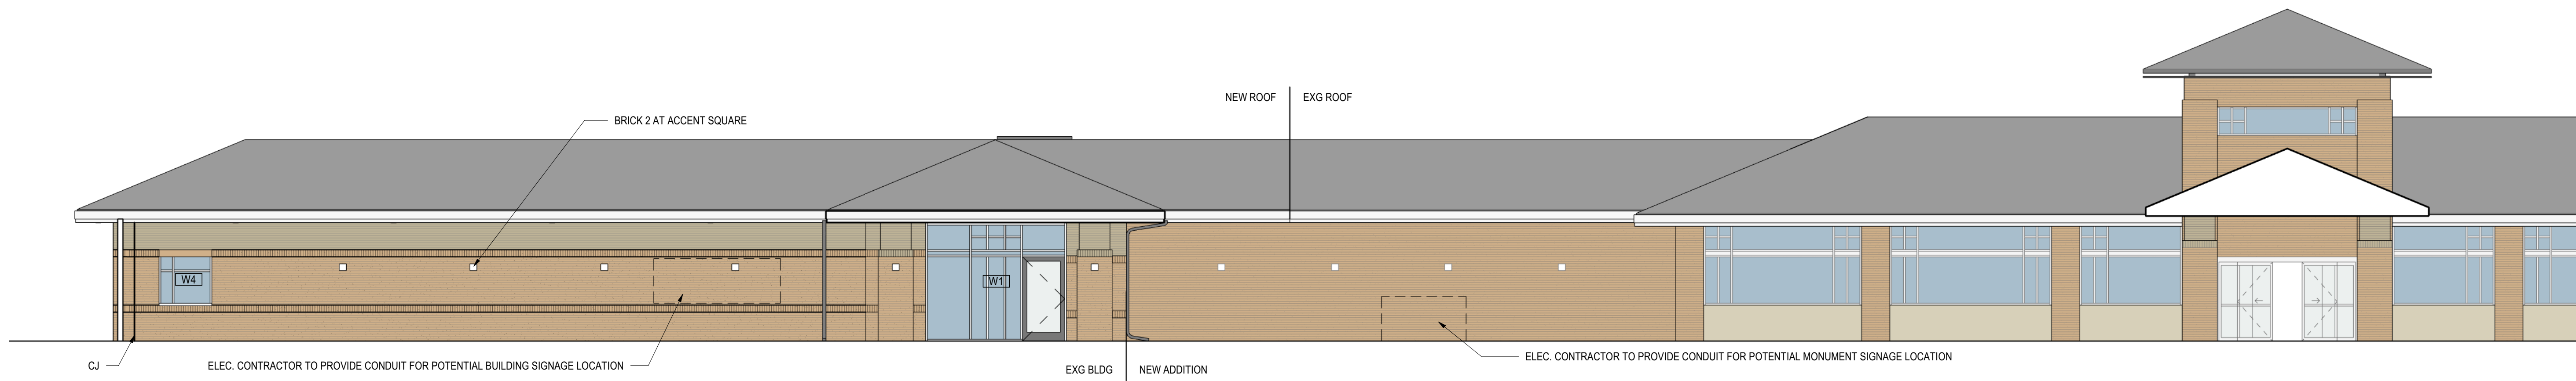 NEW ROOF
EXG ROOF
BRICK 2 AT ACCENT SQUARE
W4
W1
CJ
ELEC. CONTRACTOR TO PROVIDE CONDUIT FOR POTENTIAL BUILDING SIGNAGE LOCATION
EXG BLDG
NEW ADDITION
ELEC. CONTRACTOR TO PROVIDE CONDUIT FOR POTENTIAL MONUMENT SIGNAGE LOCATION